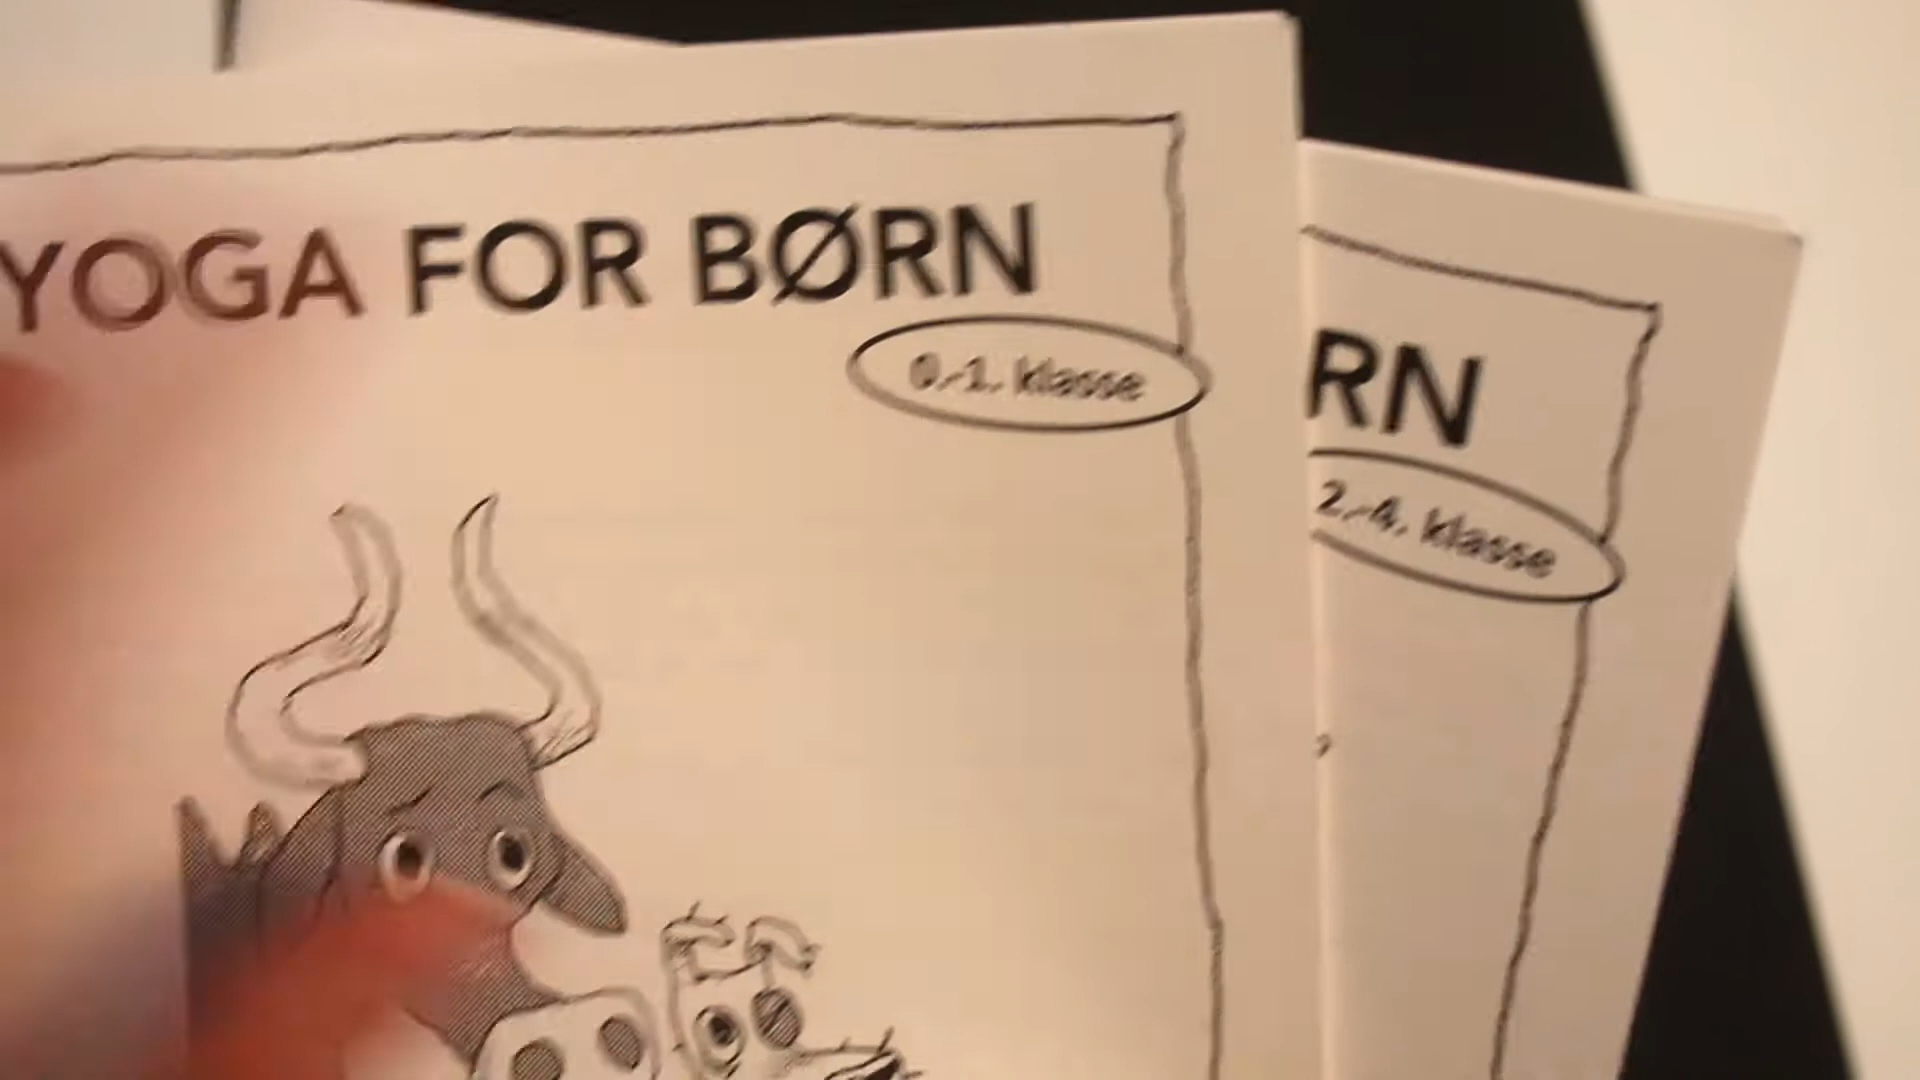 YOGA FOR BØRN
0.-1. klasse
RN
2.-4. klasse